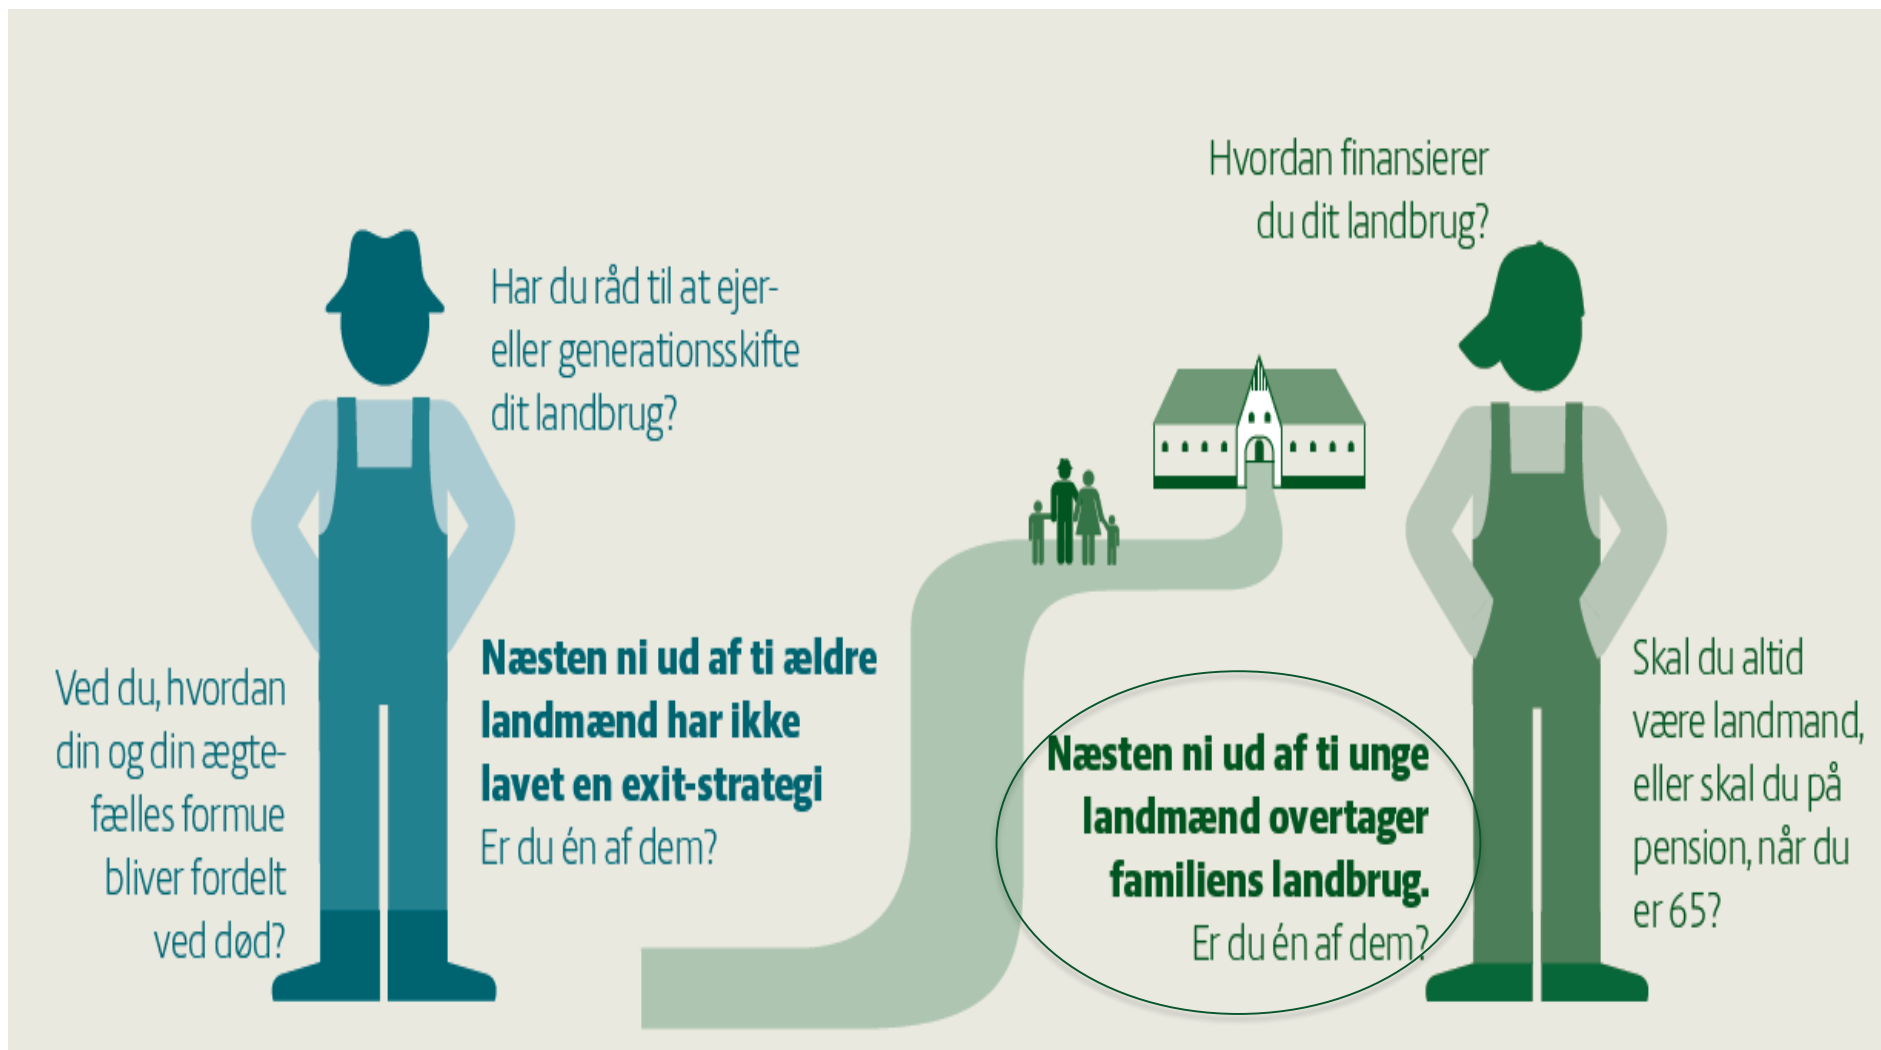 Hvordan finansierer
du dit landbrug?
Har du råd til at ejer-
eller generationsskifte
dit landbrug?
Ved du, hvordan
din og din ægte-
fælles formue
bliver fordelt
ved død?
Næsten ni ud af ti ældre
landmænd har ikke
lavet en exit-strategi
Er du én af dem?
Næsten ni ud af ti unge
landmænd overtager
familiens landbrug.
Er du én af dem?
Skal du altid
være landmand,
eller skal du på
pension, når du
er 65?